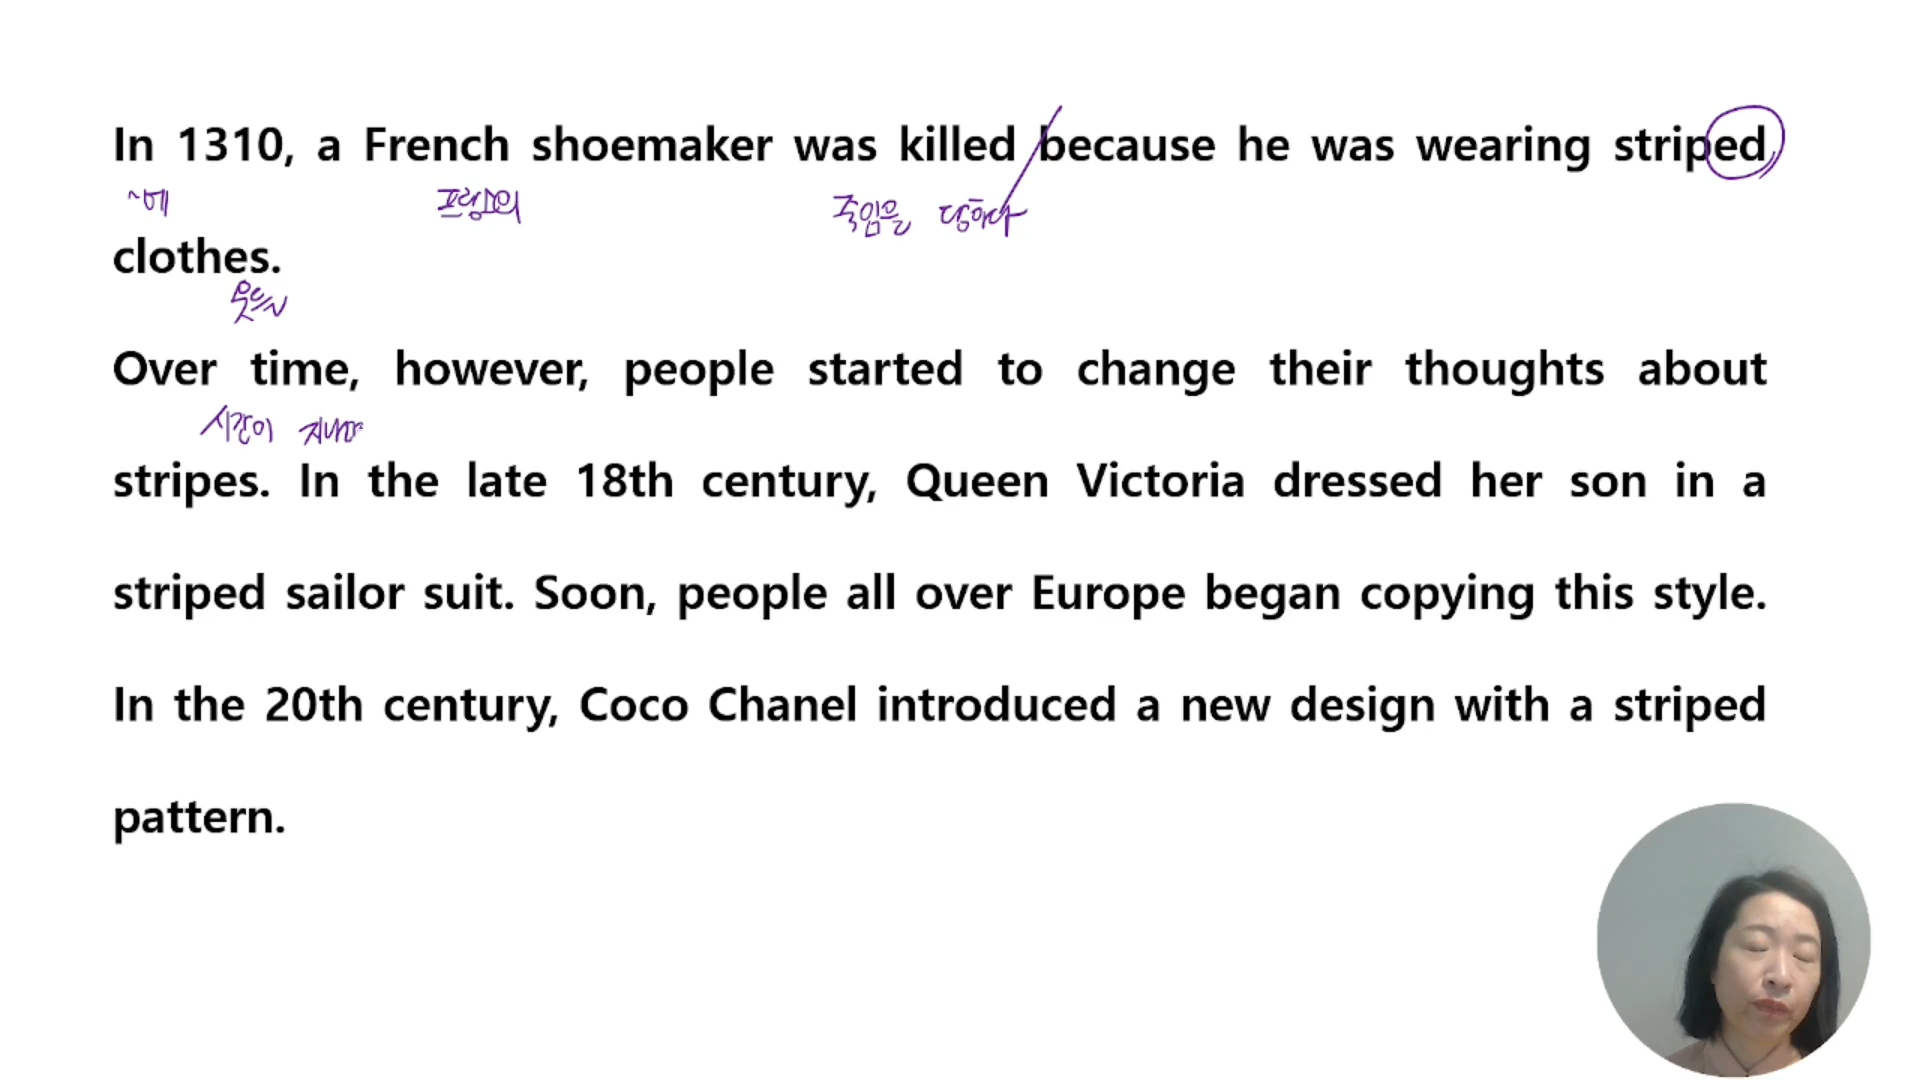 In 1310, a French shoemaker was killed because he was wearing striped
~에 프랑스의 죽임을 당하다
clothes.
옷을
Over time, however, people started to change their thoughts about
시간이 지나며
stripes. In the late 18th century, Queen Victoria dressed her son in a
striped sailor suit. Soon, people all over Europe began copying this style.
In the 20th century, Coco Chanel introduced a new design with a striped
pattern.